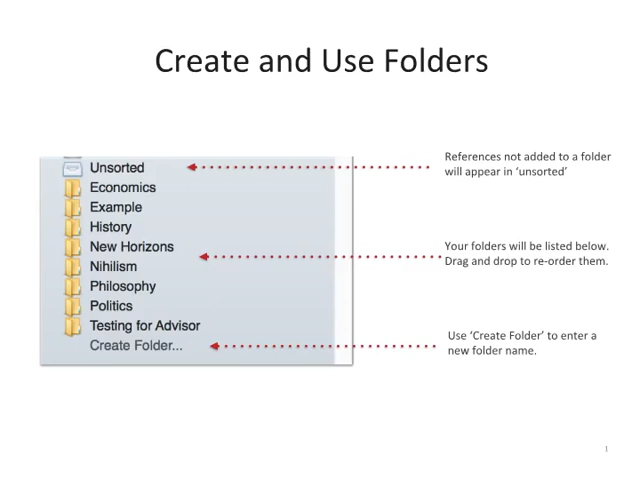 Create and Use Folders
Unsorted
Economics
Example
History
New Horizons
Nihilism
Philosophy
Politics
Testing for Advisor
Create Folder...
References not added to a folder
will appear in ‘unsorted’
Your folders will be listed below.
Drag and drop to re-order them.
Use ‘Create Folder’ to enter a
new folder name.
1